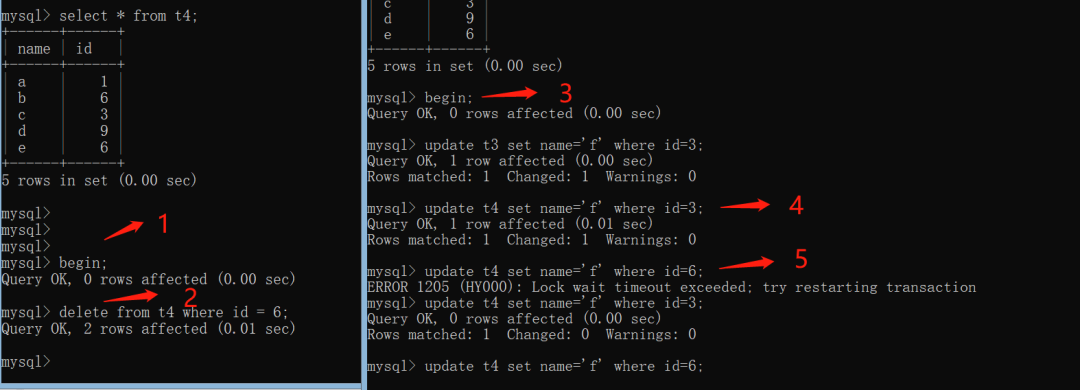 mysql> select * from t4;
+------+------+
| name | id |
+------+------+
| a | 1 |
| b | 6 |
| c | 3 |
| d | 9 |
| e | 6 |
+------+------+
5 rows in set (0.00 sec)
mysql>
mysql>
mysql>
1
mysql> begin;
Query OK, 0 rows affected (0.00 sec)
2
mysql> delete from t4 where id = 6;
Query OK, 2 rows affected (0.01 sec)
mysql>
| c | 3 |
| d | 9 |
| e | 6 |
+------+------+
5 rows in set (0.00 sec)
mysql> begin; 3
Query OK, 0 rows affected (0.00 sec)
mysql> update t3 set name='f' where id=3;
Query OK, 1 row affected (0.00 sec)
Rows matched: 1 Changed: 1 Warnings: 0
mysql> update t4 set name='f' where id=3; 4
Query OK, 1 row affected (0.01 sec)
Rows matched: 1 Changed: 1 Warnings: 0
mysql> update t4 set name='f' where id=6; 5
ERROR 1205 (HY000): Lock wait timeout exceeded; try restarting transaction
mysql> update t4 set name='f' where id=3;
Query OK, 0 rows affected (0.00 sec)
Rows matched: 1 Changed: 0 Warnings: 0
mysql> update t4 set name='f' where id=6;